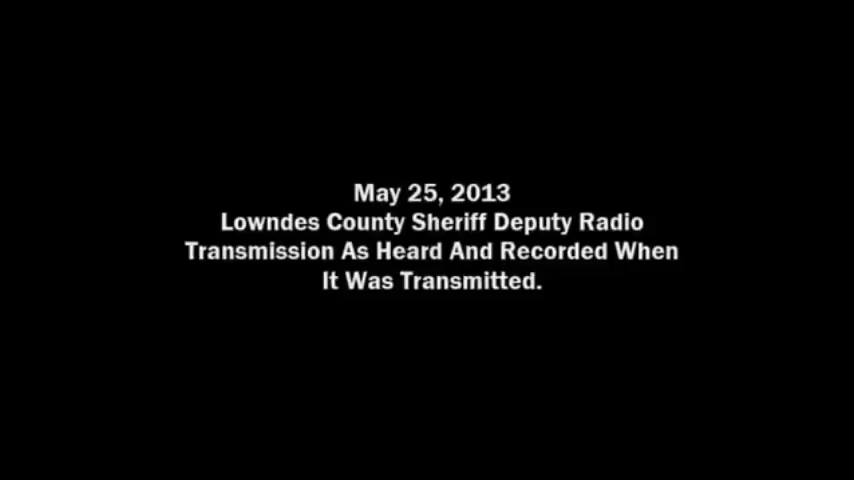 May 25, 2013
Lowndes County Sheriff Deputy Radio
Transmission As Heard And Recorded When
It Was Transmitted.